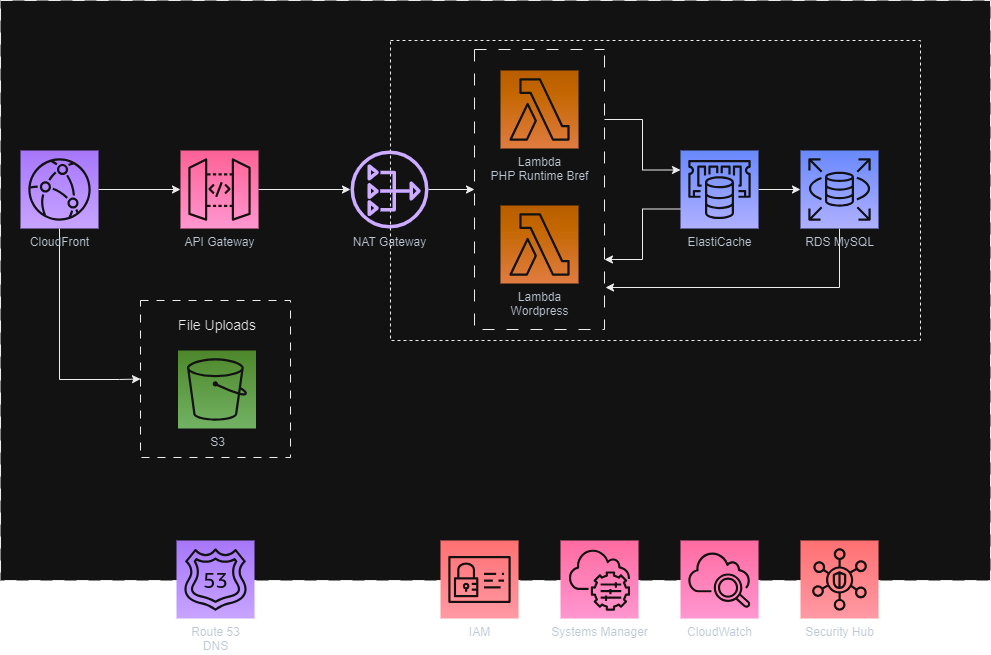 Lambda
PHP Runtime Bref
CloudFront
API Gateway
NAT Gateway
ElastiCache
RDS MySQL
Lambda
Wordpress
File Uploads
S3
53
Route 53
DNS
IAM
Systems Manager
CloudWatch
Security Hub